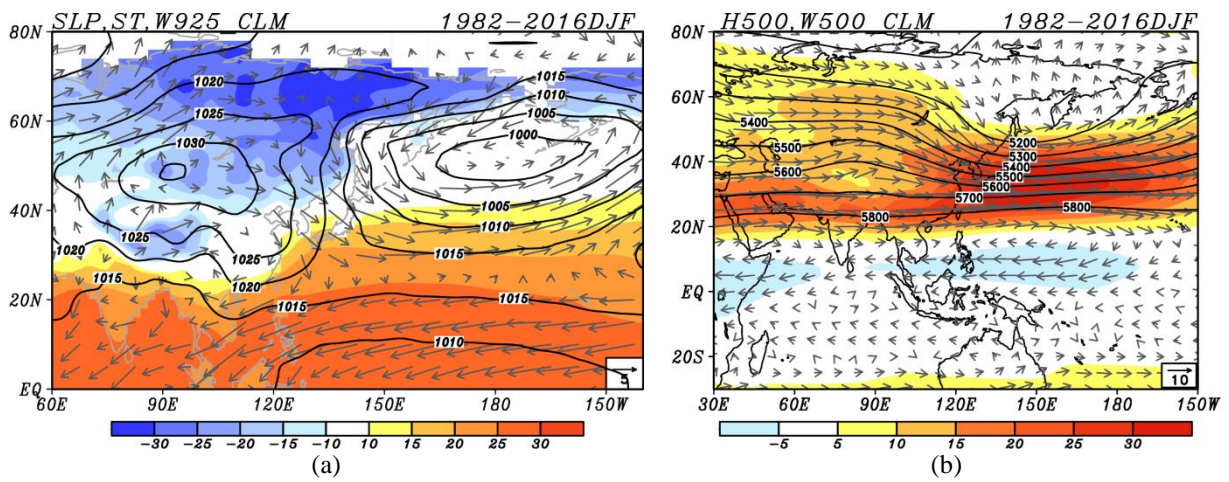 SLP,ST,W925_CLM 1982-2016DJF
80N
60N
40N
20N
EQ
60E 90E 120E 150E 180 150W
1020
1025
1030
1025
1020
1015
1025
1020
1015
1015
1010
1015
1010
1005
1000
1005
1010
1015
5
-30 -25 -20 -15 -10 10 15 20 25 30
(a)
H500,W500_CLM 1982-2016DJF
80N
60N
40N
20N
EQ
20S
30E 60E 90E 120E 150E 180 150W
5400
5500
5600
5200
5300
5400
5500
5600
5700
5800
5800
10
-5 5 10 15 20 25 30
(b)